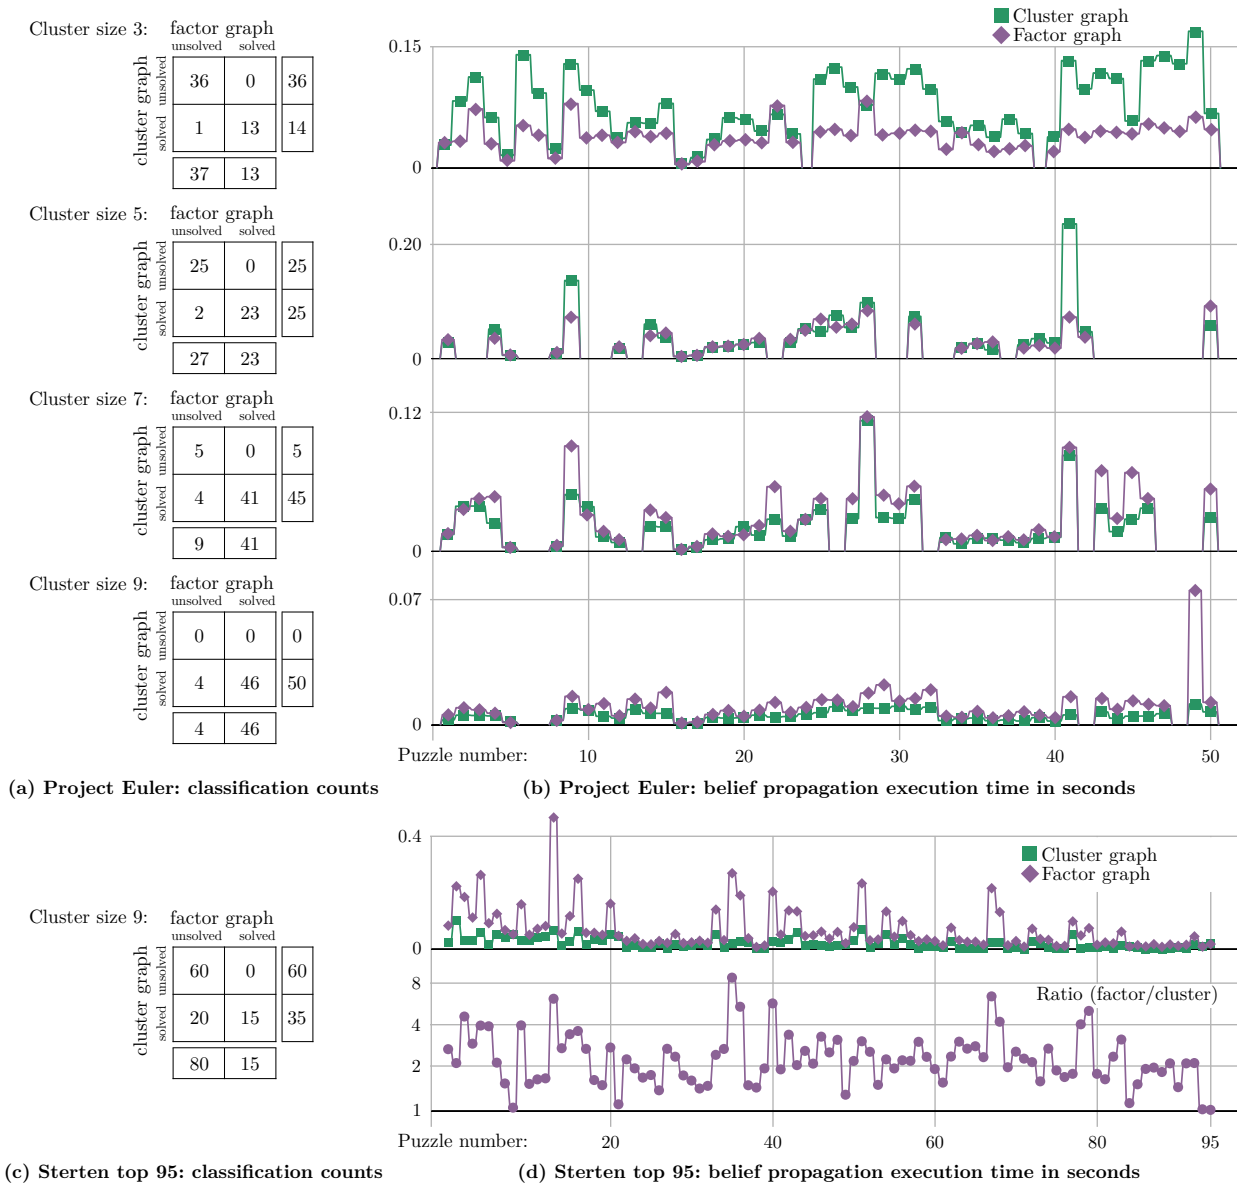 Cluster size 3: factor graph
unsolved solved
cluster graph
unsolved
solved
36 0 36
1 13 14
37 13
Cluster size 5: factor graph
unsolved solved
cluster graph
unsolved
solved
25 0 25
2 23 25
27 23
Cluster size 7: factor graph
unsolved solved
cluster graph
unsolved
solved
5 0 5
4 41 45
9 41
Cluster size 9: factor graph
unsolved solved
cluster graph
unsolved
solved
0 0 0
4 46 50
4 46
(a) Project Euler: classification counts
Cluster graph
Factor graph
0.15
0
0.20
0
0.12
0
0.07
0
Puzzle number: 10 20 30 40 50
(b) Project Euler: belief propagation execution time in seconds
Cluster size 9: factor graph
unsolved solved
cluster graph
unsolved
solved
60 0 60
20 15 35
80 15
(c) Sterten top 95: classification counts
0.4
Cluster graph
Factor graph
0
8
Ratio (factor/cluster)
4
2
1
Puzzle number: 20 40 60 80 95
(d) Sterten top 95: belief propagation execution time in seconds